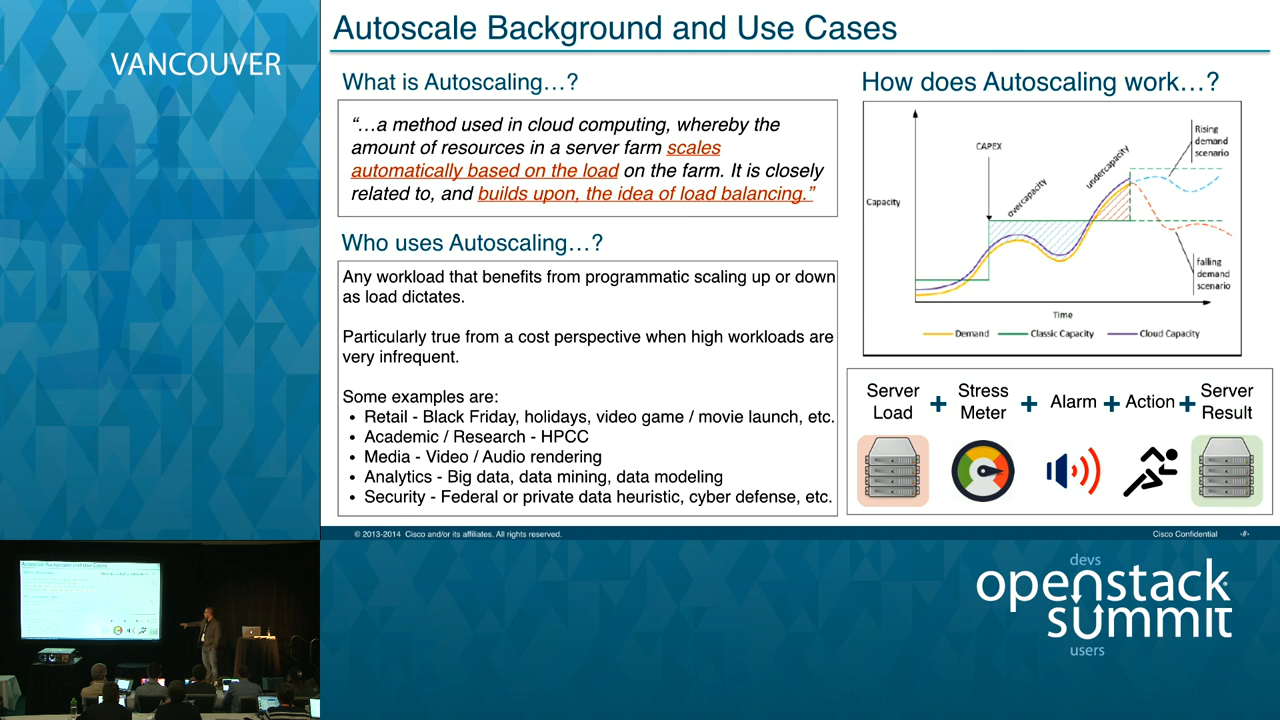 VANCOUVER
Autoscale Background and Use Cases
What is Autoscaling…?
“…a method used in cloud computing, whereby the
amount of resources in a server farm scales
automatically based on the load on the farm. It is closely
related to, and builds upon, the idea of load balancing.”
Who uses Autoscaling…?
Any workload that benefits from programmatic scaling up or down
as load dictates.
Particularly true from a cost perspective when high workloads are
very infrequent.
Some examples are:
• Retail - Black Friday, holidays, video game / movie launch, etc.
• Academic / Research - HPCC
• Media - Video / Audio rendering
• Analytics - Big data, data mining, data modeling
• Security - Federal or private data heuristic, cyber defense, etc.
How does Autoscaling work…?
Rising
demand
scenario
CAPEX
undercapacity
overcapacity
Capacity
falling
demand
scenario
Time
Demand
Classic Capacity
Cloud Capacity
Server
Load
+
Stress
Meter
+
Alarm
+
Action
+
Server
Result
© 2013-2014 Cisco and/or its affiliates. All rights reserved.
Cisco Confidential
‹#›
Autoscale Background and Use Cases
devs
openstack
summit
users